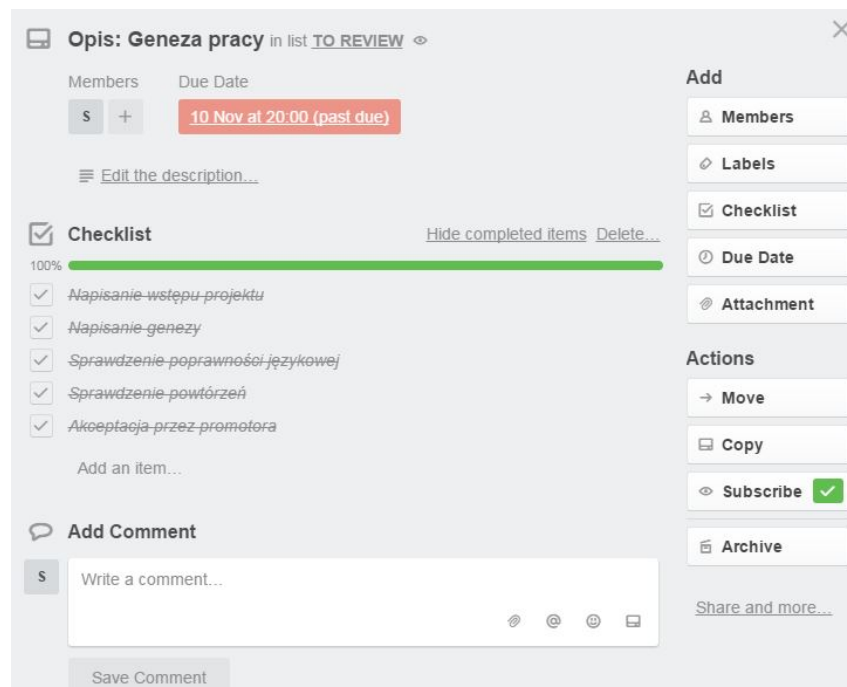 Opis: Geneza pracy in list TO REVIEW
Members Due Date
S + 10 Nov at 20:00 (past due)
Edit the description...
Checklist Hide completed items Delete...
100%
Napisanie wstępu projektu
Napisanie genezy
Sprawdzenie poprawności językowej
Sprawdzenie powtórzeń
Akceptacja przez promotora
Add an item...
Add Comment
S
Write a comment...
@
Save Comment
Add
Members
Labels
Checklist
Due Date
Attachment
Actions
Move
Copy
Subscribe
Archive
Share and more...